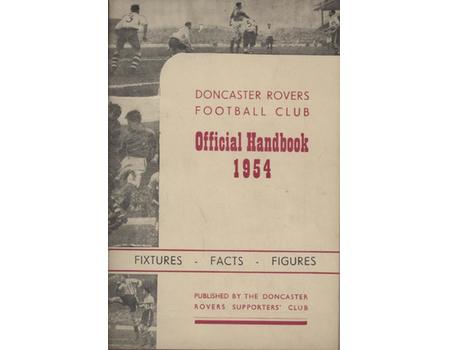 DONCASTER ROVERS
FOOTBALL CLUB
Official Handbook
1954
FIXTURES - FACTS - FIGURES
PUBLISHED BY THE DONCASTER
ROVERS SUPPORTERS' CLUB